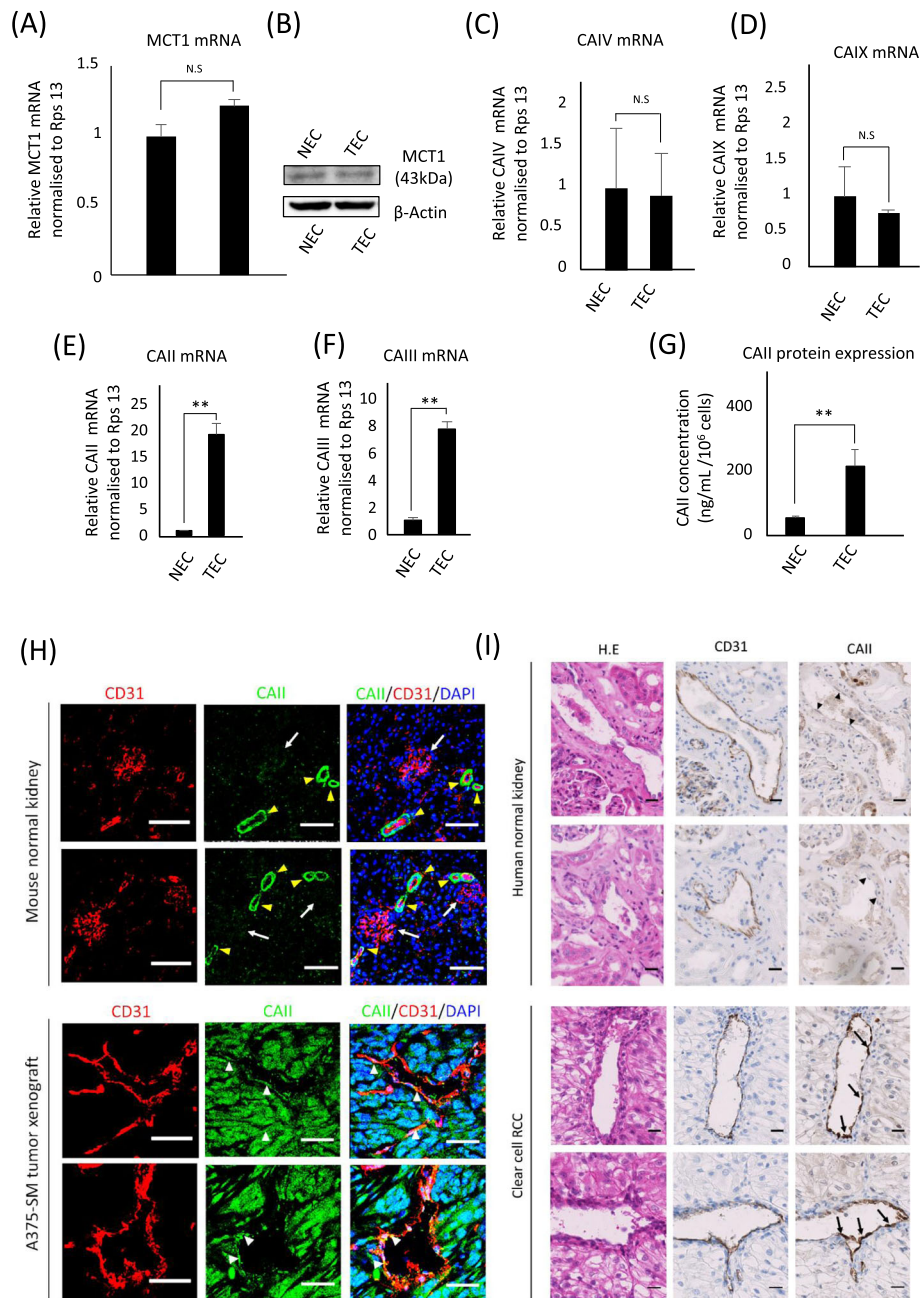 (A)
MCT1 mRNA
Relative MCT1 mRNA
normalised to Rps 13
1.5
1
0.5
0
N.S
(B)
NEC TEC
MCT1
(43kDa)
β-Actin
NEC TEC
(C)
CAIV mRNA
Relative CAIV mRNA
normalised to Rps 13
2
1.5
1
0.5
0
N.S
NEC TEC
(D)
CAIX mRNA
Relative CAIX mRNA
normalised to Rps 13
2.5
2
1.5
1
0.5
0
N.S
NEC TEC
(E)
CAII mRNA
Relative CAII mRNA
normalised to Rps 13
25
20
15
10
5
0
**
NEC TEC
(F)
CAIII mRNA
Relative CAIII mRNA
normalised to Rps 13
10
8
6
4
2
0
**
NEC TEC
(G)
CAII protein expression
CAII concentration
(ng/mL /10⁶ cells)
400
200
0
**
NEC TEC
(H)
CD31 CAII CAII/CD31/DAPI
Mouse normal kidney
CD31 CAII CAII/CD31/DAPI
A375-SM tumor xenograft
(I)
H.E CD31 CAII
Human normal kidney
Clear cell RCC